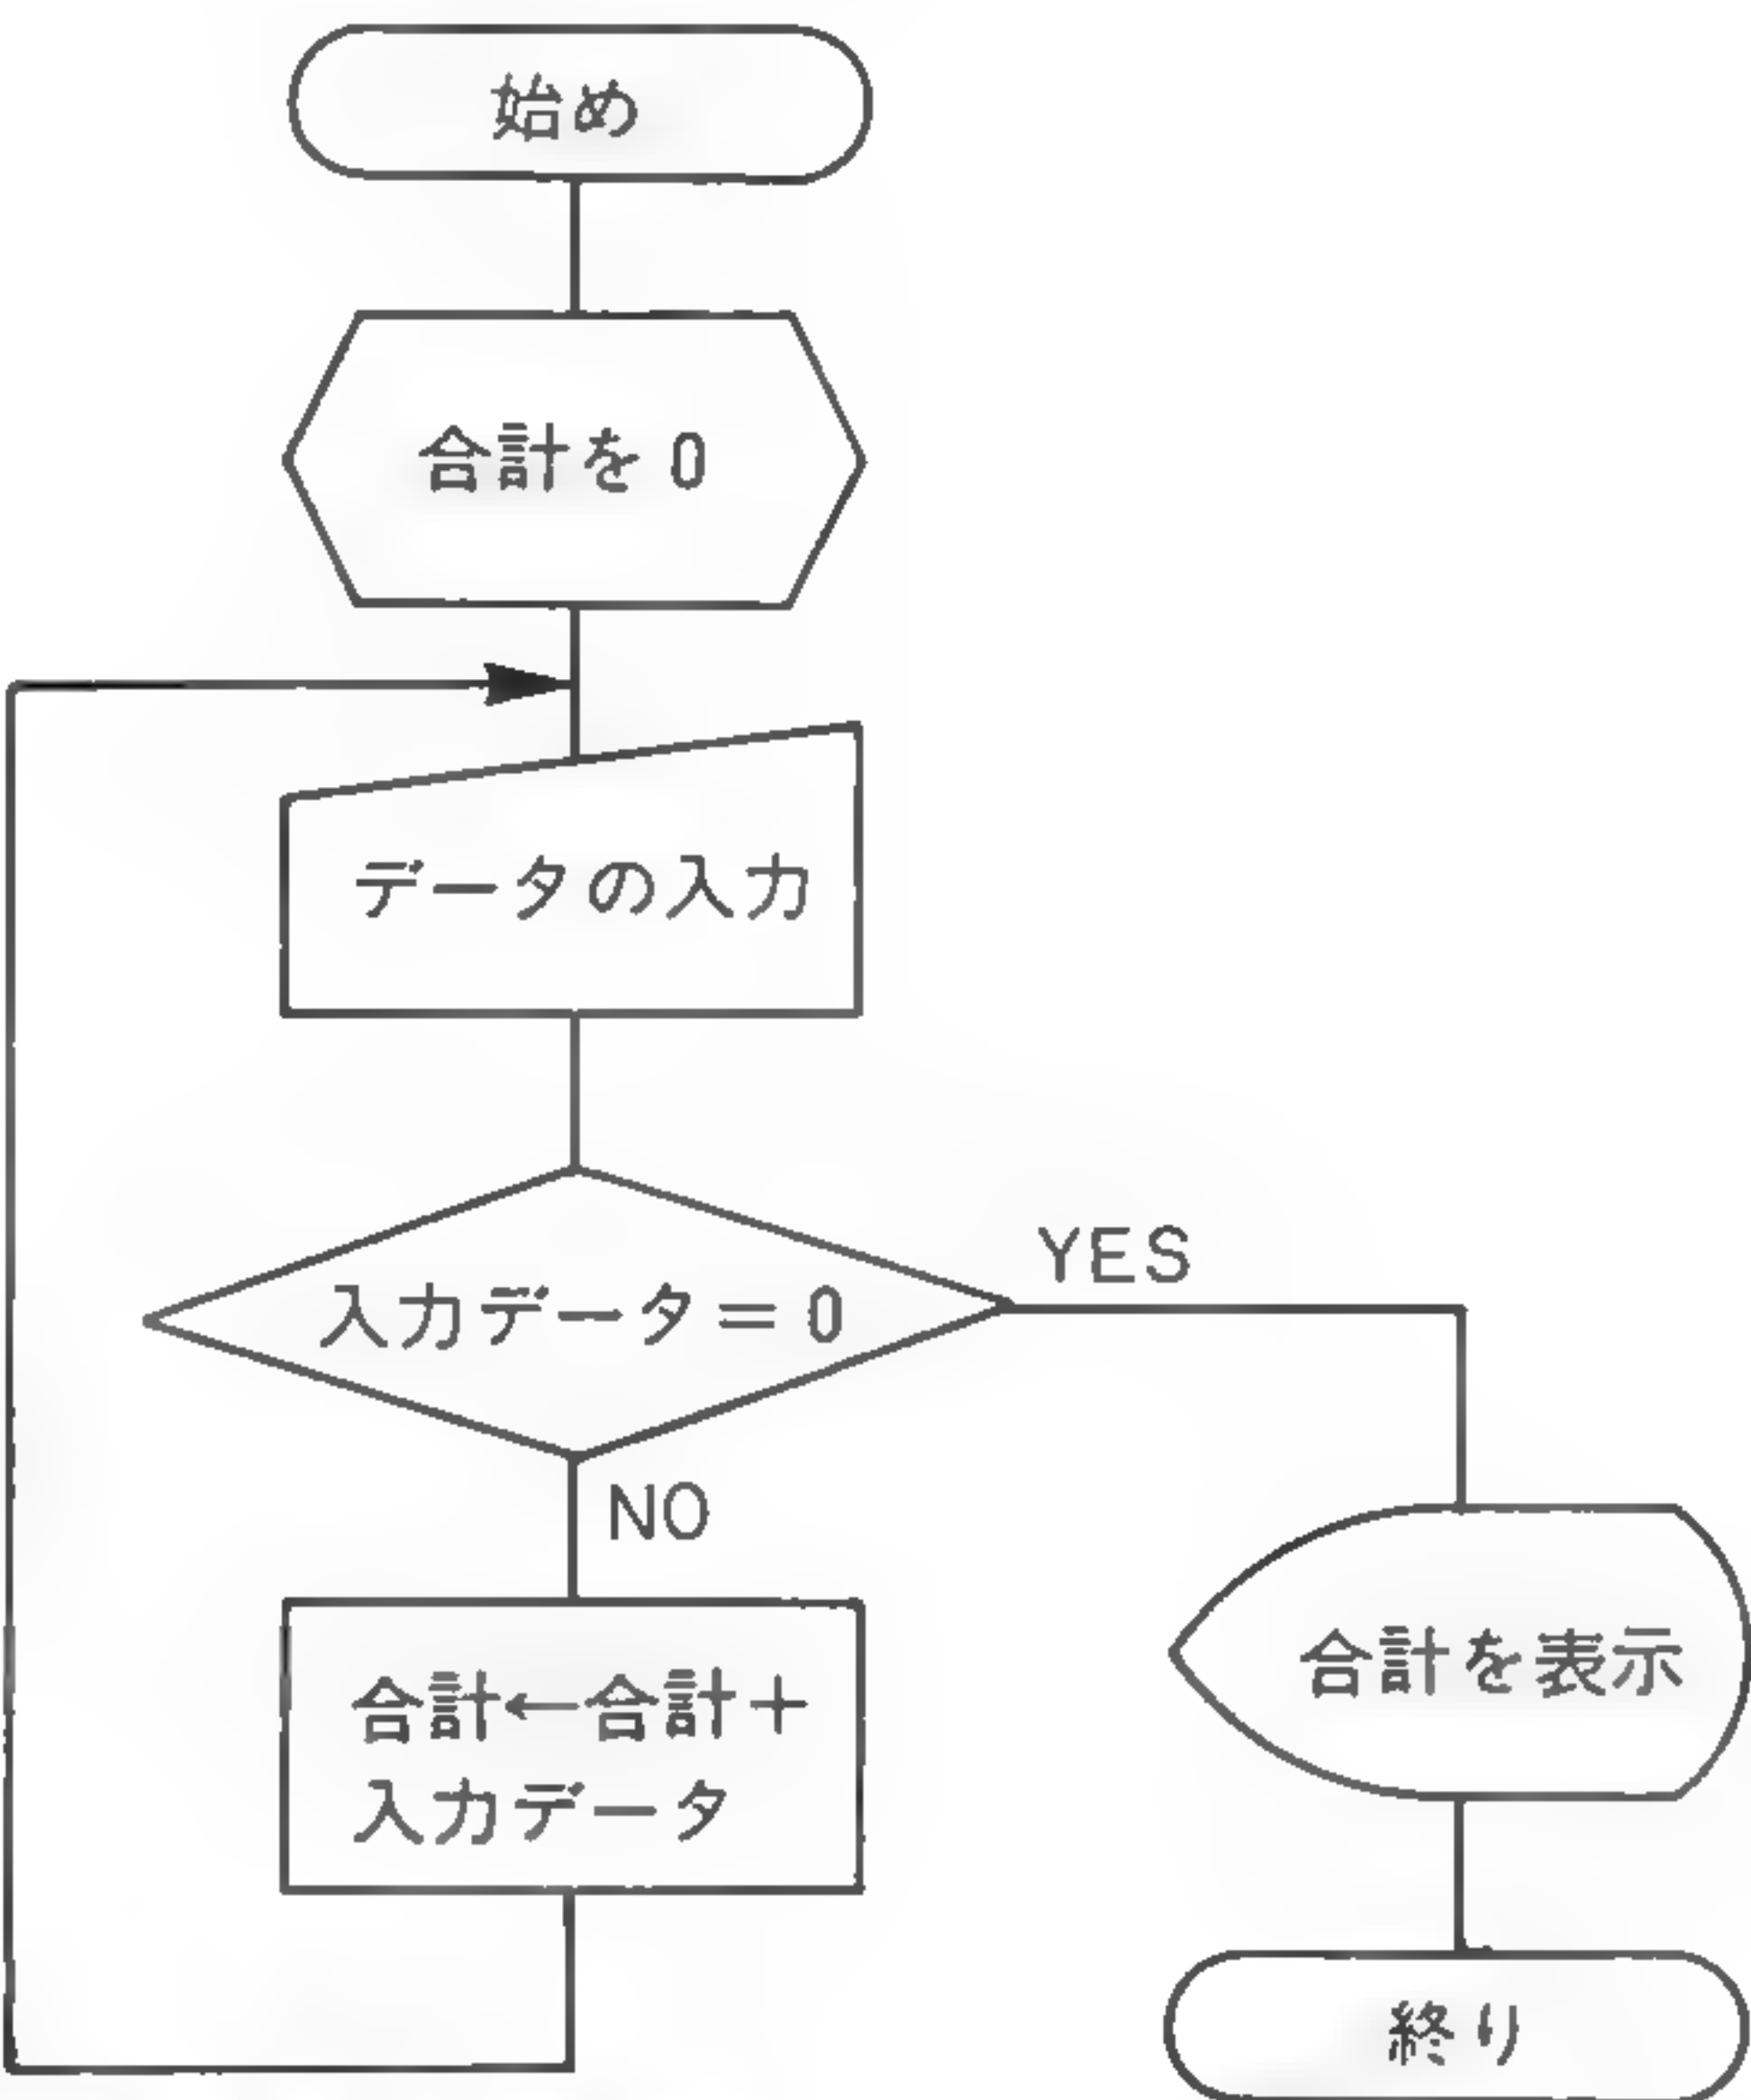 始め
合計を0
データの入力
入力データ=0
YES
NO
合計←合計+
入力データ
合計を表示
終り